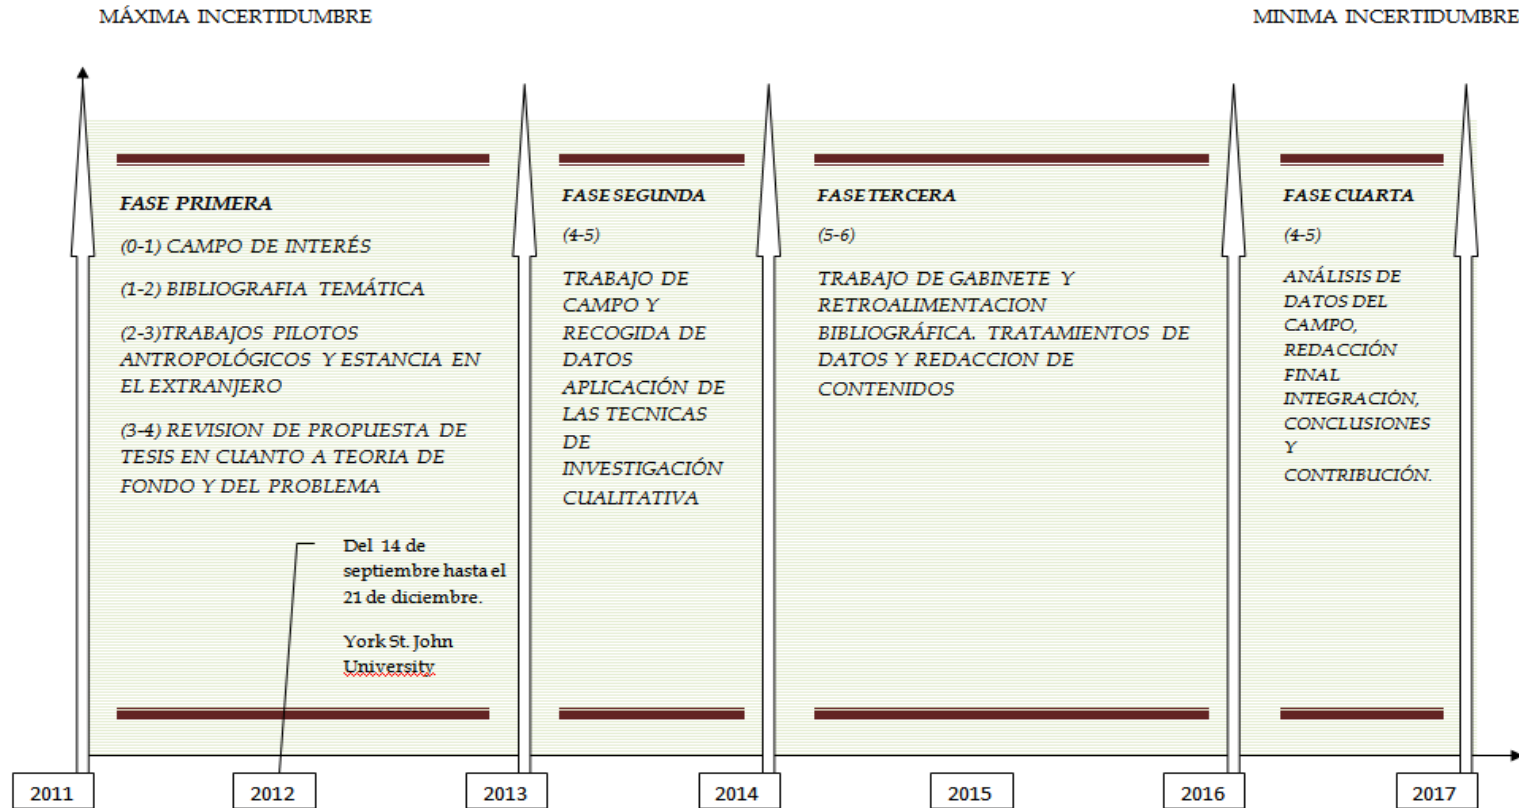 MÁXIMA INCERTIDUMBRE
MINIMA INCERTIDUMBRE
FASE PRIMERA
(0-1) CAMPO DE INTERÉS
(1-2) BIBLIOGRAFIA TEMÁTICA
(2-3)TRABAJOS PILOTOS
ANTROPOLÓGICOS Y ESTANCIA EN
EL EXTRANJERO
(3-4) REVISION DE PROPUESTA DE
TESIS EN CUANTO A TEORIA DE
FONDO Y DEL PROBLEMA
Del 14 de
septiembre hasta el
21 de diciembre.
York St. John
University
FASE SEGUNDA
(4-5)
TRABAJO DE
CAMPO Y
RECOGIDA DE
DATOS
APLICACIÓN DE
LAS TECNICAS
DE
INVESTIGACIÓN
CUALITATIVA
FASE TERCERA
(5-6)
TRABAJO DE GABINETE Y
RETROALIMENTACION
BIBLIOGRÁFICA. TRATAMIENTOS DE
DATOS Y REDACCION DE
CONTENIDOS
FASE CUARTA
(4-5)
ANÁLISIS DE
DATOS DEL
CAMPO,
REDACCIÓN
FINAL
INTEGRACIÓN,
CONCLUSIONES
Y
CONTRIBUCIÓN.
2011
2012
2013
2014
2015
2016
2017